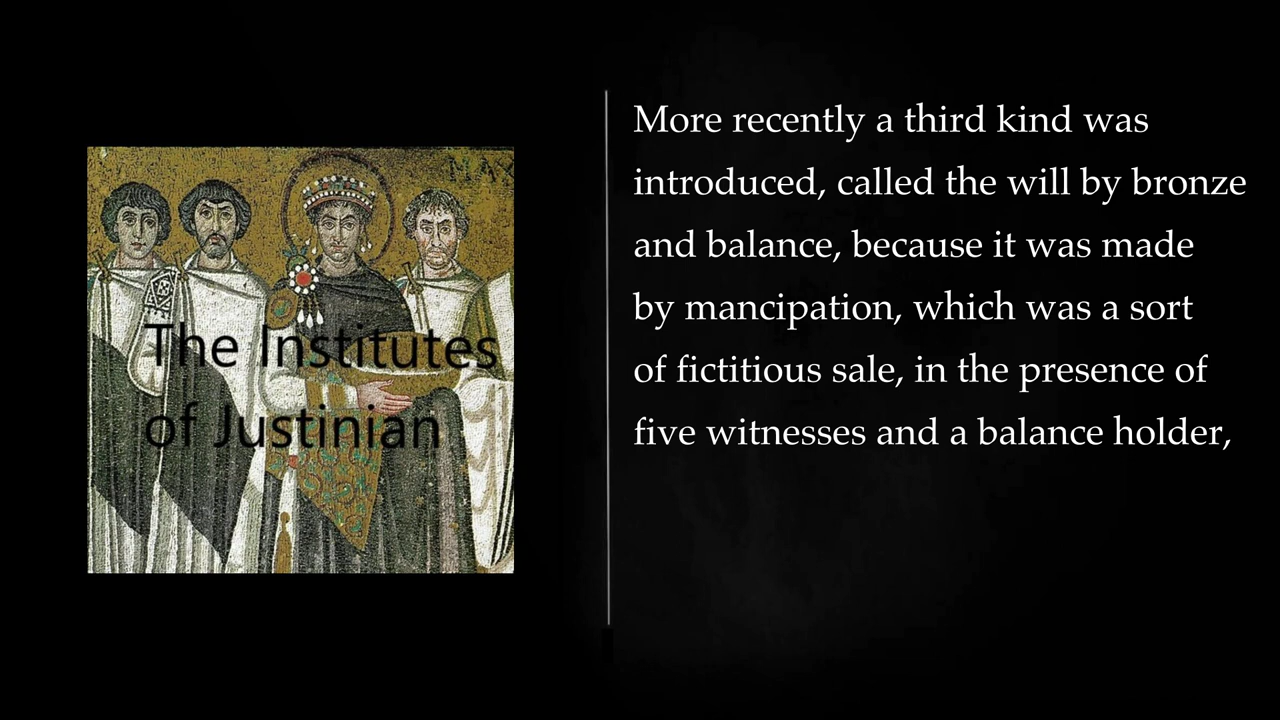 MAX
The Institutes
of Justinian
More recently a third kind was
introduced, called the will by bronze
and balance, because it was made
by mancipation, which was a sort
of fictitious sale, in the presence of
five witnesses and a balance holder,